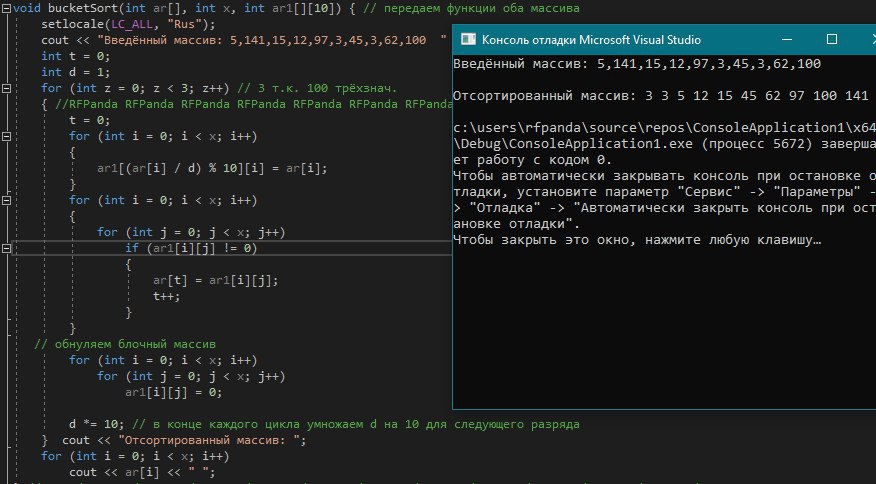 void bucketSort(int ar[], int x, int ar1[][10]) { // передаем функции оба массива
setlocale(LC_ALL, "Rus");
cout << "Введённый массив: 5,141,15,12,97,3,45,3,62,100 "
int t = 0;
int d = 1;
for (int z = 0; z < 3; z++) // 3 т.к. 100 трёхзнач.
{ //RFPanda RFPanda RFPanda RFPanda RFPanda RFPanda
t = 0;
for (int i = 0; i < x; i++)
{
ar1[(ar[i] / d) % 10][i] = ar[i];
}
for (int i = 0; i < x; i++)
{
for (int j = 0; j < x; j++)
if (ar1[i][j] != 0)
{
ar[t] = ar1[i][j];
t++;
}
}
// обнуляем блочный массив
for (int i = 0; i < x; i++)
for (int j = 0; j < x; j++)
ar1[i][j] = 0;
d *= 10; // в конце каждого цикла умножаем d на 10 для следующего разряда
} cout << "Отсортированный массив: ";
for (int i = 0; i < x; i++)
cout << ar[i] << " ";
Консоль отладки Microsoft Visual Studio
Введённый массив: 5,141,15,12,97,3,45,3,62,100
Отсортированный массив: 3 3 5 12 15 45 62 97 100 141
c:\users\rfpanda\source\repos\ConsoleApplication1\x64
\Debug\ConsoleApplication1.exe (процесс 5672) заверша
ет работу с кодом 0.
Чтобы автоматически закрывать консоль при остановке о
тладки, установите параметр "Сервис" -> "Параметры" -
> "Отладка" -> "Автоматически закрыть консоль при ост
ановке отладки".
Чтобы закрыть это окно, нажмите любую клавишу…